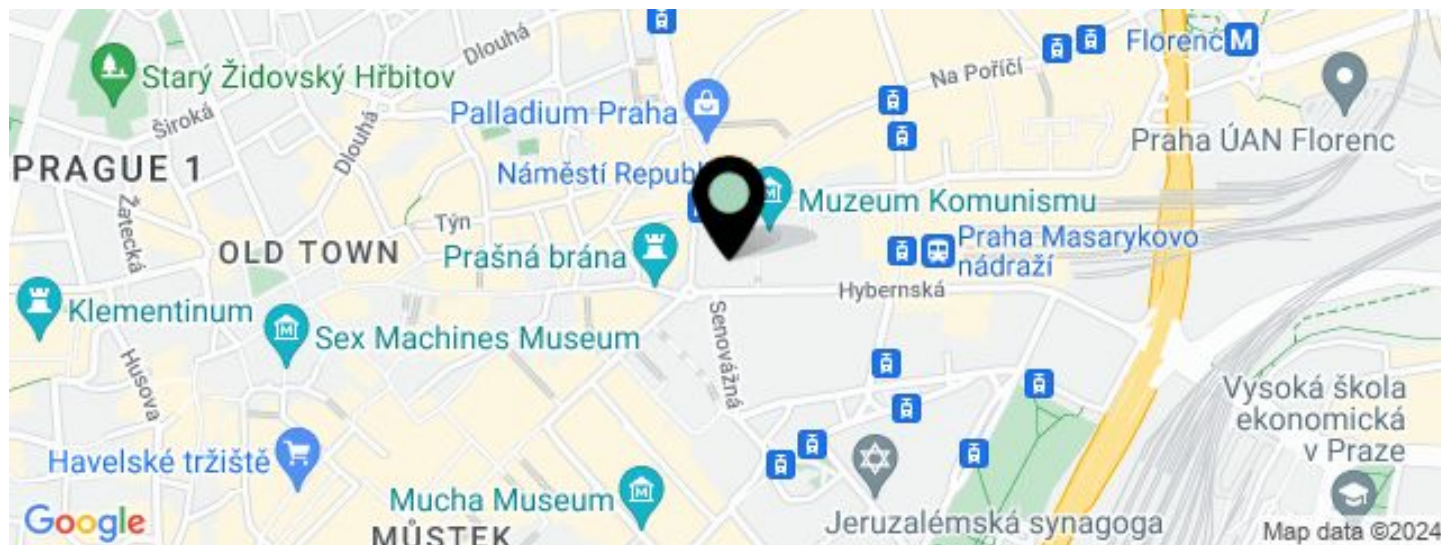 Dlouhá
Florenc
M
Starý Židovský Hřbitov
Na Poříčí
Široká
Dlouhá
Palladium Praha
Praha ÚAN Florenc
PRAGUE 1
Náměstí Republ
Muzeum Komunismu
Žatecká
Týn
OLD TOWN
Prašná brána
Praha Masarykovo
nádraží
Klementinum
Hybernská
Sex Machines Museum
Senovážná
Husova
Vysoká škola
ekonomická
v Praze
Havelské tržiště
Mucha Museum
Jeruzalémská synagoga
Google
MŮSTEK
Map data ©2024